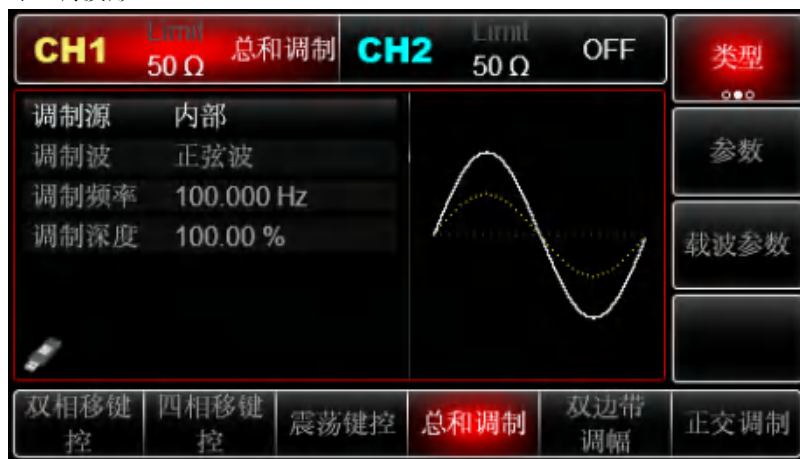 CH1 Limit 50 Ω 总和调制 CH2 Limit 50 Ω OFF
类型
调制源 内部
调制波 正弦波
调制频率 100.000 Hz
调制深度 100.00 %
参数
载波参数
双相移键控
四相移键控
震荡键控
总和调制
双边带
调幅
正交调制